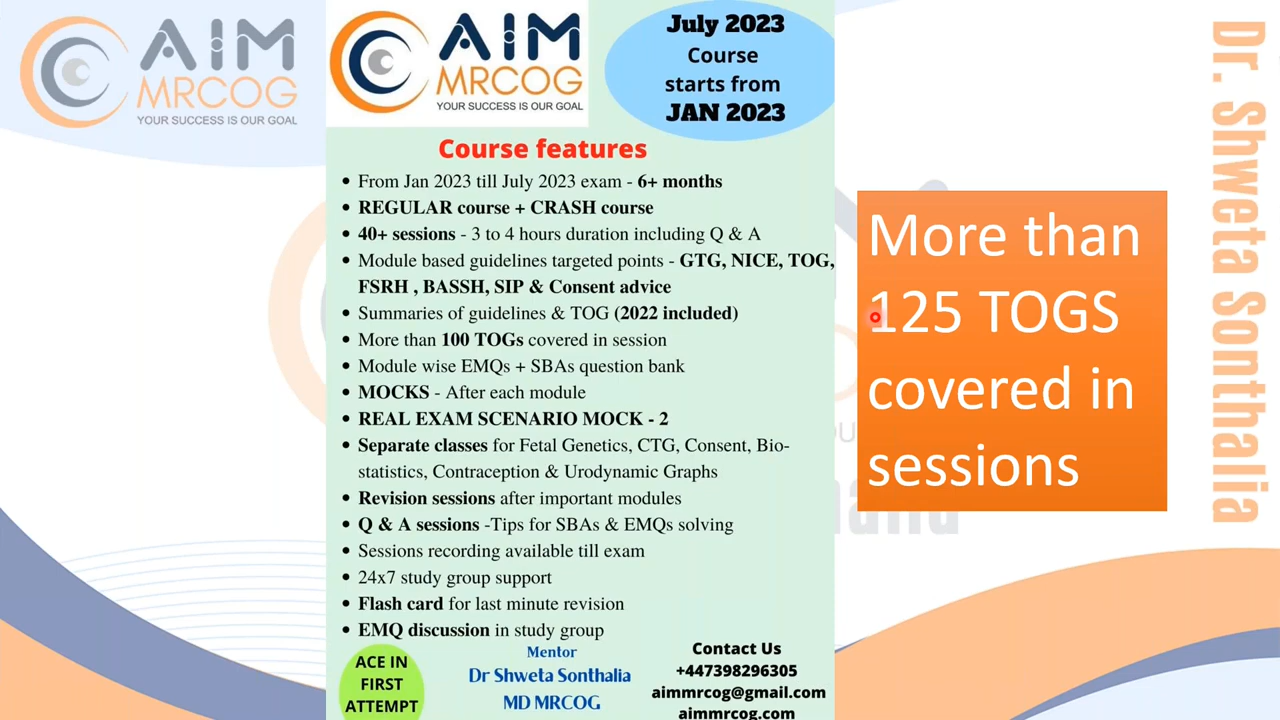 AIM
MRCOG
YOUR SUCCESS IS OUR GOAL
AIM
MRCOG
YOUR SUCCESS IS OUR GOAL
July 2023
Course
starts from
JAN 2023
Course features
• From Jan 2023 till July 2023 exam - 6+ months
• REGULAR course + CRASH course
• 40+ sessions - 3 to 4 hours duration including Q & A
• Module based guidelines targeted points - GTG, NICE, TOG,
FSRH , BASSH, SIP & Consent advice
• Summaries of guidelines & TOG (2022 included)
• More than 100 TOGs covered in session
• Module wise EMQs + SBAs question bank
• MOCKS - After each module
• REAL EXAM SCENARIO MOCK - 2
• Separate classes for Fetal Genetics, CTG, Consent, Bio-
statistics, Contraception & Urodynamic Graphs
• Revision sessions after important modules
• Q & A sessions -Tips for SBAs & EMQs solving
• Sessions recording available till exam
• 24x7 study group support
• Flash card for last minute revision
• EMQ discussion in study group
ACE IN
FIRST
ATTEMPT
Mentor
Dr Shweta Sonthalia
MD MRCOG
Contact Us
+447398296305
aimmrcog@gmail.com
aimmrcog.com
More than
125 TOGS
covered in
sessions
Dr. Shweta Sonthalia